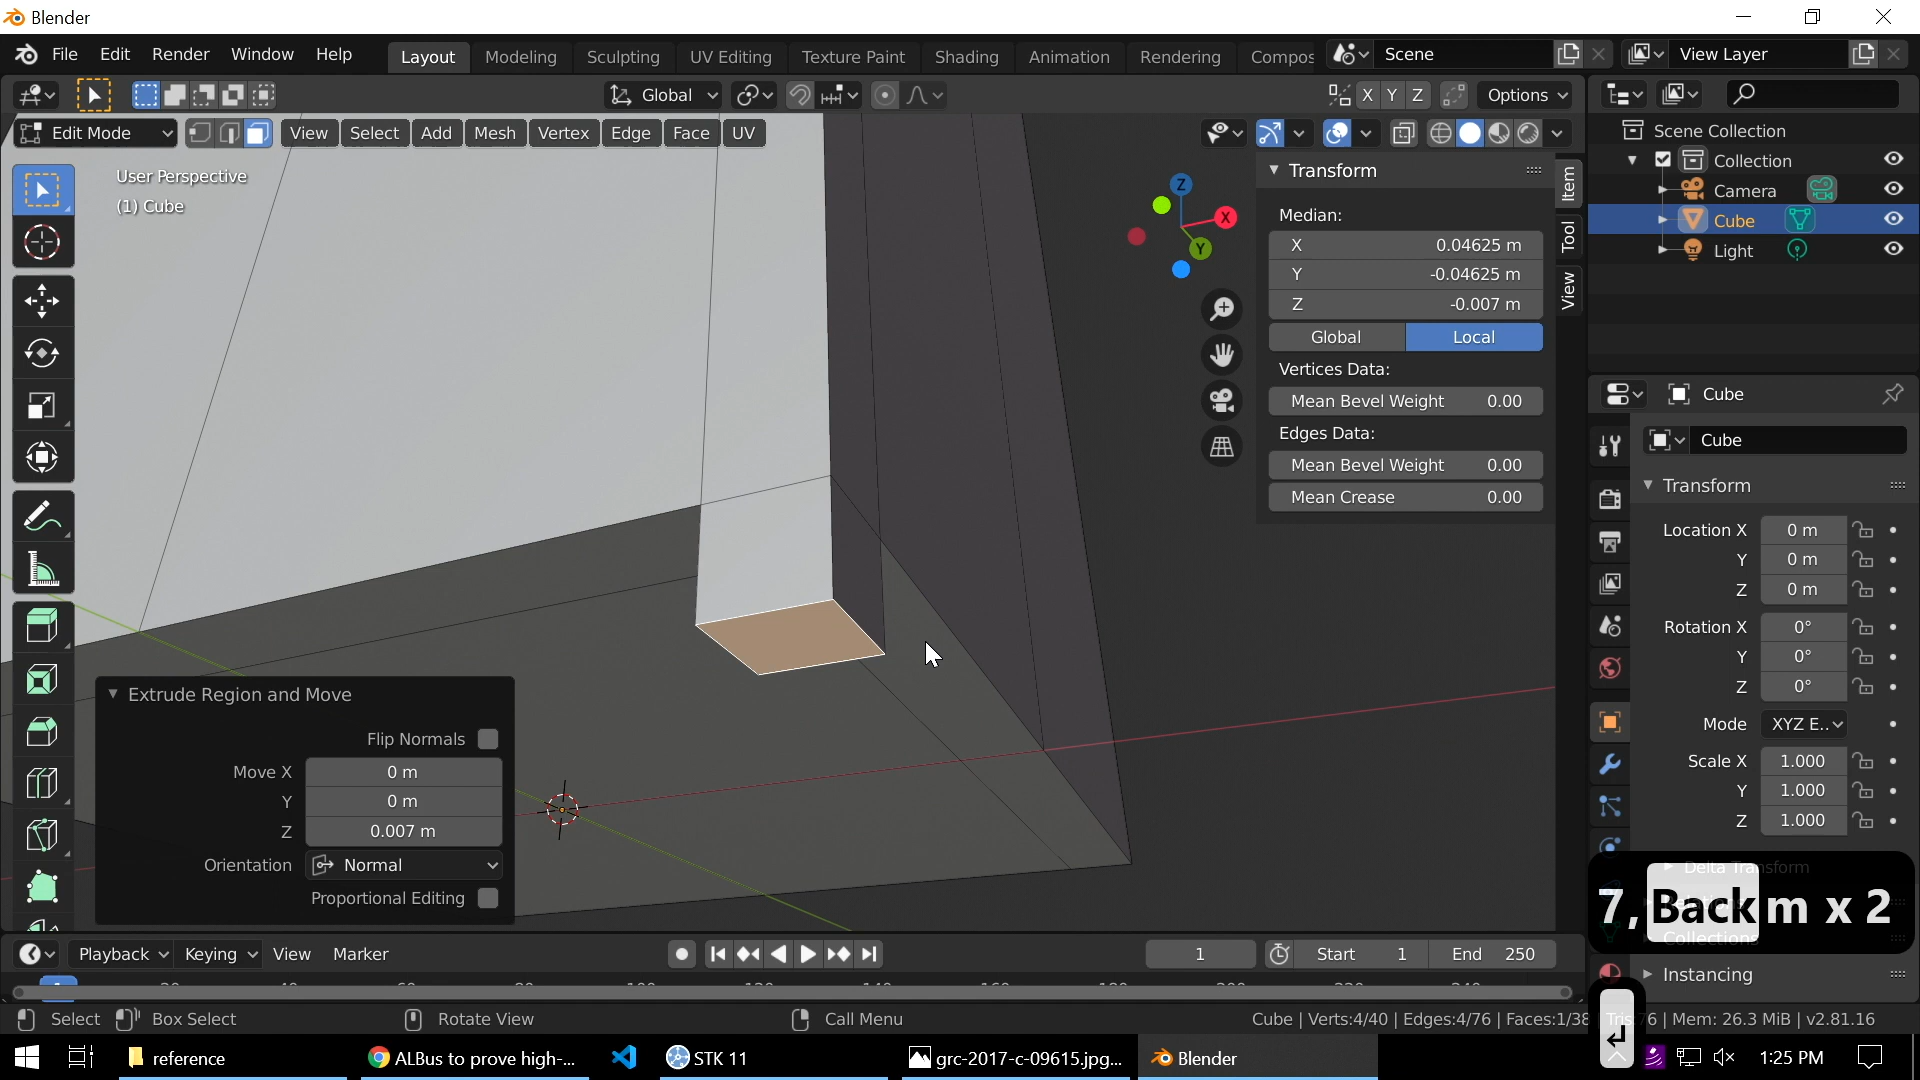 Blender
File Edit Render Window Help
Layout Modeling Sculpting UV Editing Texture Paint Shading Animation Rendering Compos
Scene
View Layer
Global
X Y Z
Options
Edit Mode
View Select Add Mesh Vertex Edge Face UV
User Perspective
(1) Cube
Z
X
Y
Transform
Median:
X 0.04625 m
Y -0.04625 m
Z -0.007 m
Global Local
Vertices Data:
Mean Bevel Weight 0.00
Edges Data:
Mean Bevel Weight 0.00
Mean Crease 0.00
Item
Tool
View
Scene Collection
Collection
Camera
Cube
Light
Cube
Cube
Transform
Location X 0 m
Y 0 m
Z 0 m
Rotation X 0°
Y 0°
Z 0°
Mode XYZ E..
Scale X 1.000
Y 1.000
Z 1.000
Delta Transform
Collections
Instancing
7, Back m x 2
Extrude Region and Move
Flip Normals
Move X 0 m
Y 0 m
Z 0.007 m
Orientation Normal
Proportional Editing
Playback Keying View Marker
1
Start 1
End 250
Select Box Select
Rotate View
Call Menu
Cube | Verts:4/40 | Edges:4/76 | Faces:1/38 | Tris:76 | Mem: 26.3 MiB | v2.81.16
reference
ALBus to prove high-...
STK 11
grc-2017-c-09615.jpg...
Blender
1:25 PM